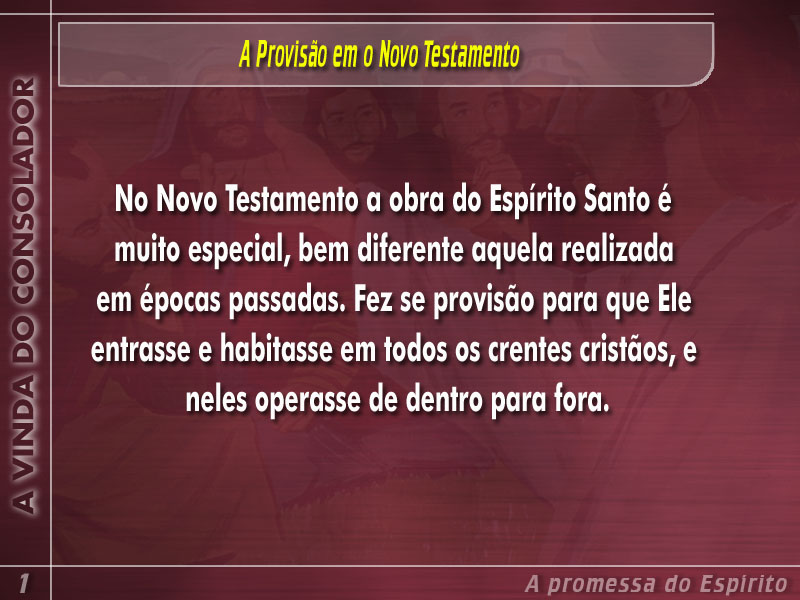 A Provisão em o Novo Testamento
A VINDA DO CONSOLADOR
No Novo Testamento a obra do Espírito Santo é
muito especial, bem diferente aquela realizada
em épocas passadas. Fez se provisão para que Ele
entrasse e habitasse em todos os crentes cristãos, e
neles operasse de dentro para fora.
1
A promessa do Espírito